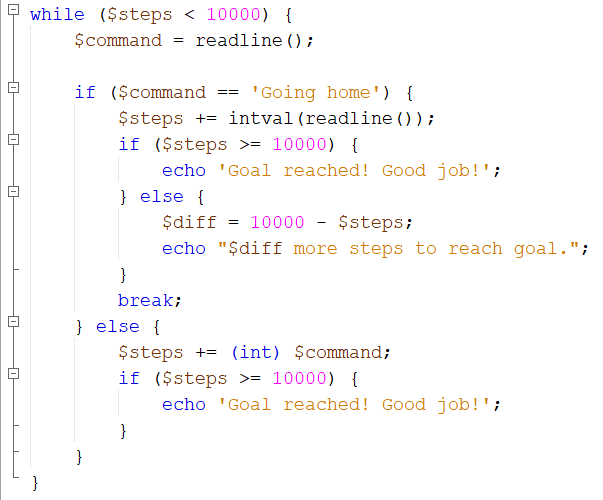 while ($steps < 10000) {
    $command = readline();

    if ($command == 'Going home') {
        $steps += intval(readline());
        if ($steps >= 10000) {
            echo 'Goal reached! Good job!';
        } else {
            $diff = 10000 - $steps;
            echo "$diff more steps to reach goal.";
        }
        break;
    } else {
        $steps += (int) $command;
        if ($steps >= 10000) {
            echo 'Goal reached! Good job!';
        }
    }
}